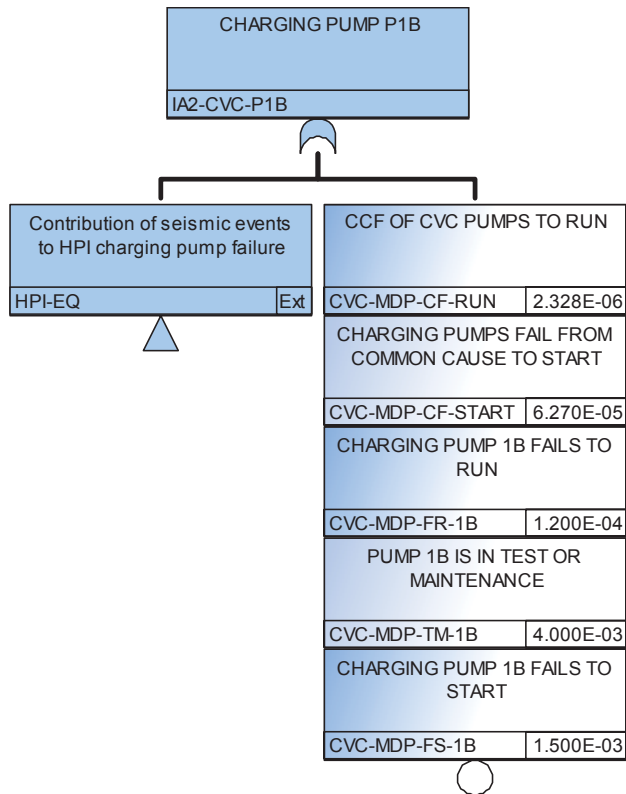 CHARGING PUMP P1B
IA2-CVC-P1B
Contribution of seismic events
to HPI charging pump failure
HPI-EQ Ext
CCF OF CVC PUMPS TO RUN
CVC-MDP-CF-RUN 2.328E-06
CHARGING PUMPS FAIL FROM
COMMON CAUSE TO START
CVC-MDP-CF-START 6.270E-05
CHARGING PUMP 1B FAILS TO
RUN
CVC-MDP-FR-1B 1.200E-04
PUMP 1B IS IN TEST OR
MAINTENANCE
CVC-MDP-TM-1B 4.000E-03
CHARGING PUMP 1B FAILS TO
START
CVC-MDP-FS-1B 1.500E-03